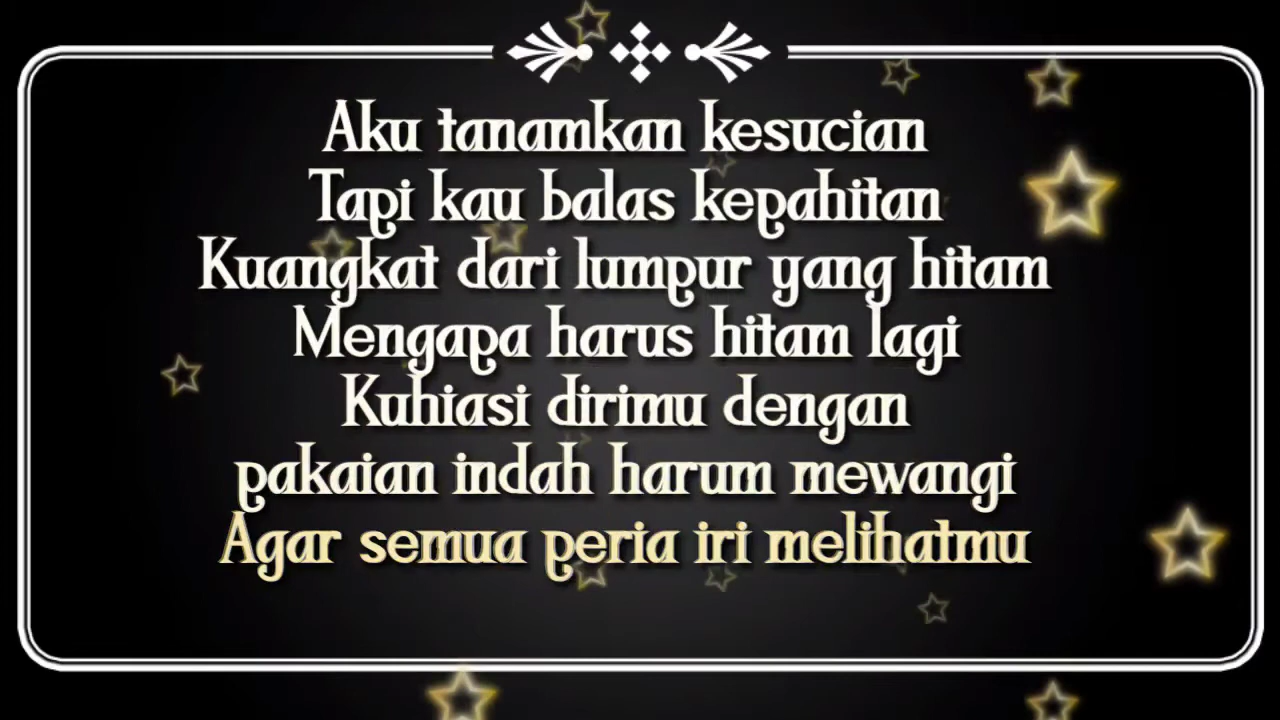 Aku tanamkan kesucian
Tapi kau balas kepahitan
Kuangkat dari lumpur yang hitam
Mengapa harus hitam lagi
Kuhiasi dirimu dengan
pakaian indah harum mewangi
Agar semua peria iri melihatmu